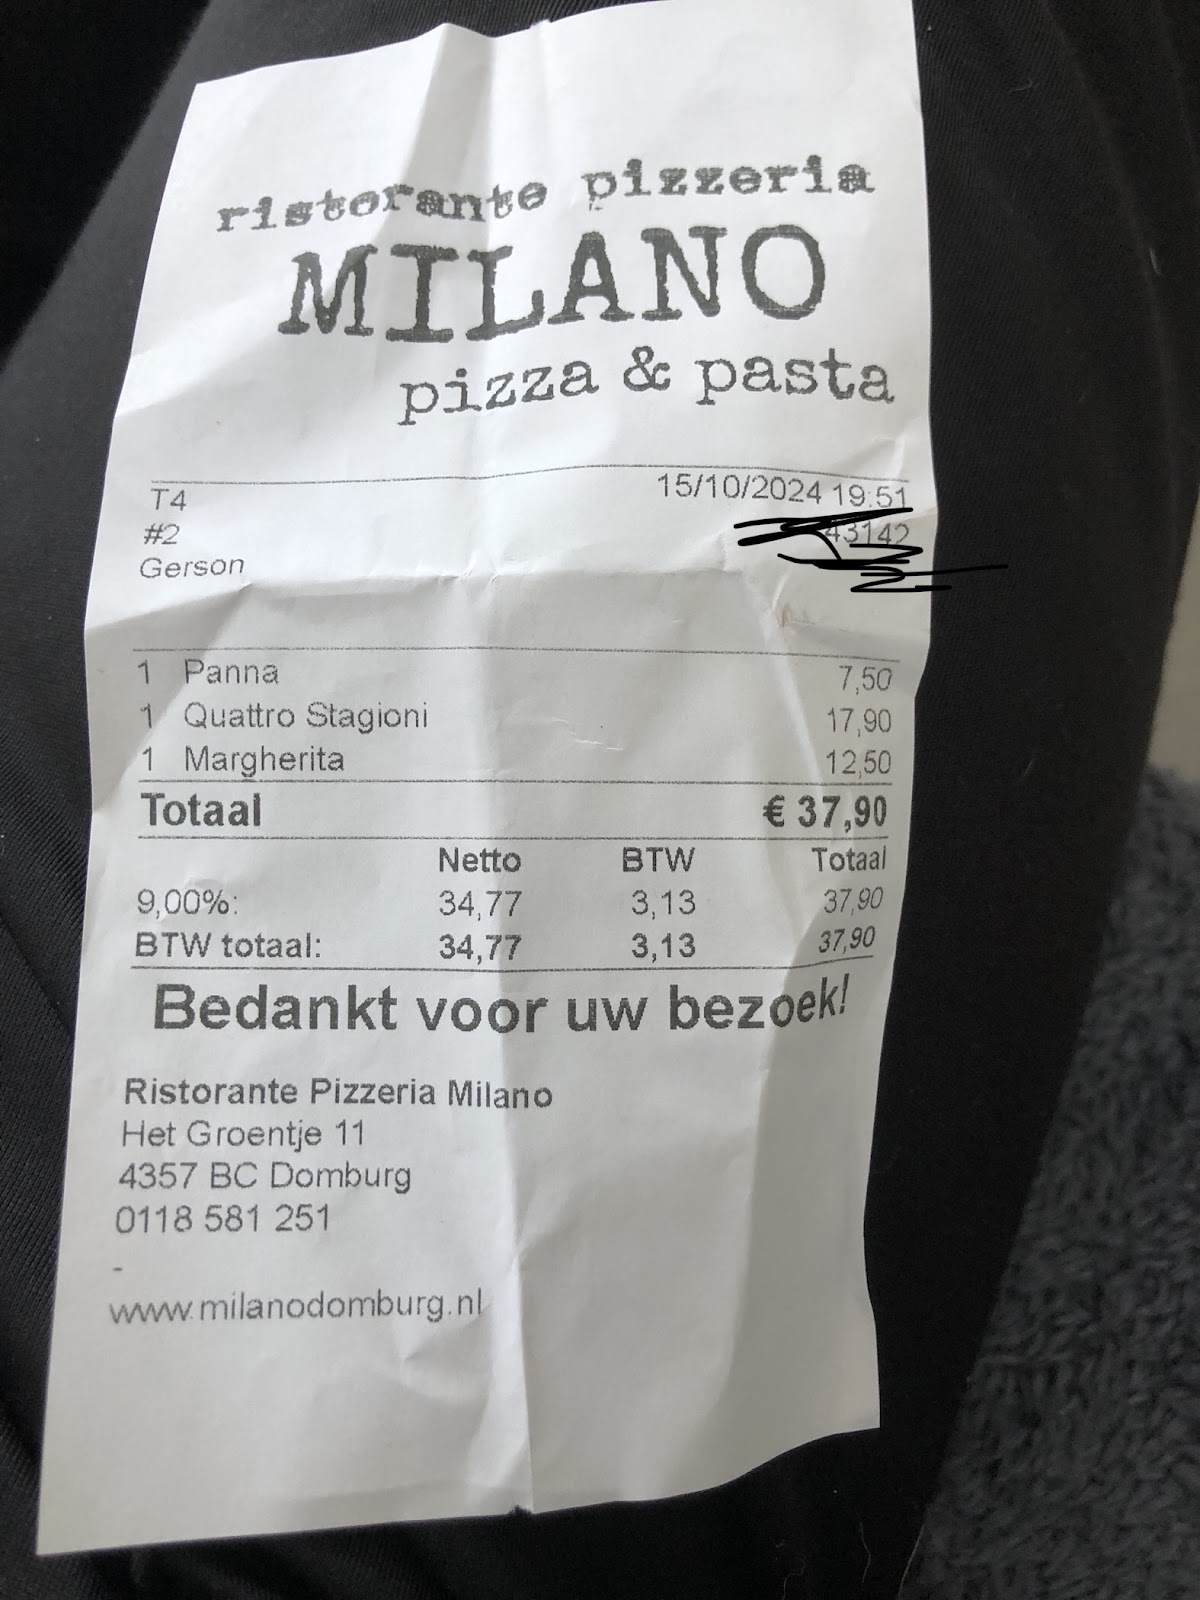 ristorante pizzeria
MILANO
pizza & pasta
T4 15/10/2024 19:51
#2 43142
Gerson
1 Panna 7,50
1 Quattro Stagioni 17,90
1 Margherita 12,50
Totaal € 37,90
Netto BTW Totaal
9,00%: 34,77 3,13 37,90
BTW totaal: 34,77 3,13 37,90
Bedankt voor uw bezoek!
Ristorante Pizzeria Milano
Het Groentje 11
4357 BC Domburg
0118 581 251
-
www.milanodomburg.nl